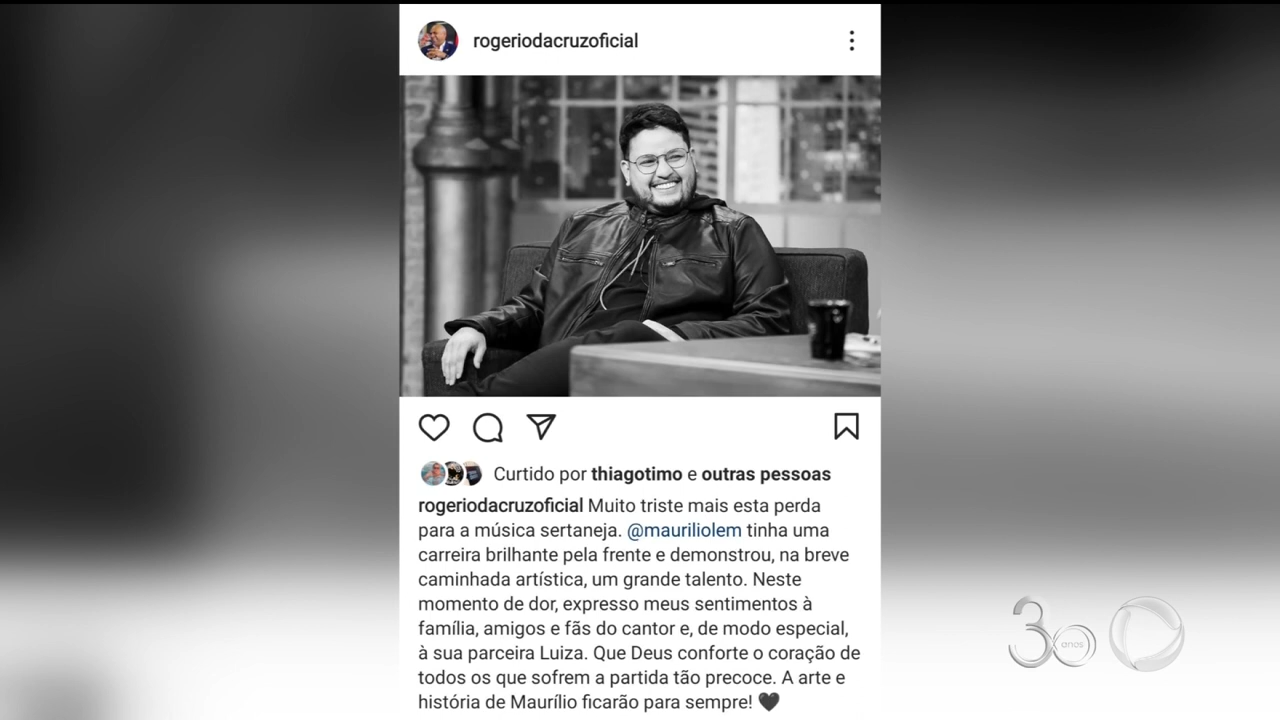 rogeriodacruzoficial
Curtido por thiagotimo e outras pessoas
rogeriodacruzoficial Muito triste mais esta perda
para a música sertaneja. @mauriliolem tinha uma
carreira brilhante pela frente e demonstrou, na breve
caminhada artística, um grande talento. Neste
momento de dor, expresso meus sentimentos à
família, amigos e fãs do cantor e, de modo especial,
à sua parceira Luiza. Que Deus conforte o coração de
todos os que sofrem a partida tão precoce. A arte e
história de Maurílio ficarão para sempre! 🖤
30 anos